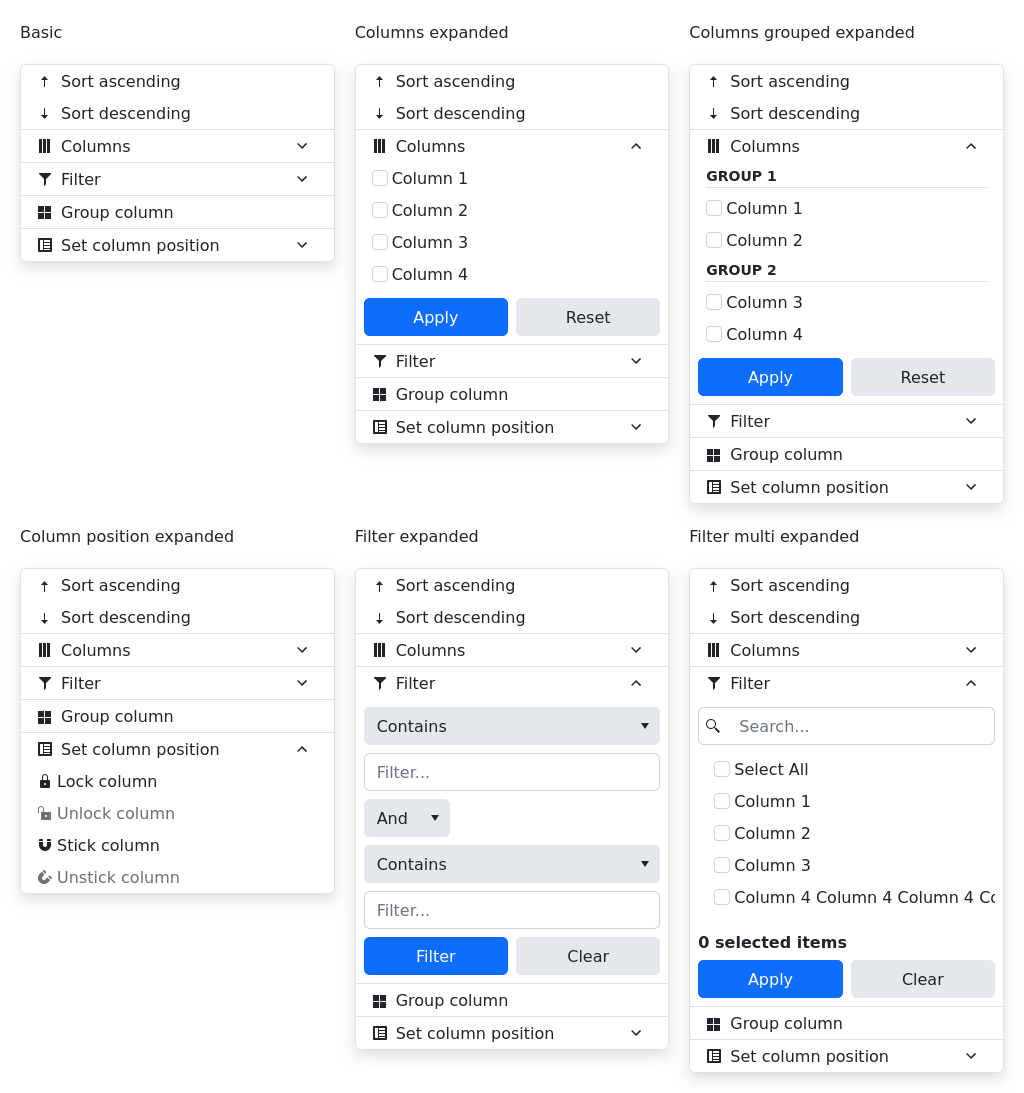 Basic
Sort ascending
Sort descending
Columns
Filter
Group column
Set column position
Columns expanded
Sort ascending
Sort descending
Columns
Column 1
Column 2
Column 3
Column 4
Apply
Reset
Filter
Group column
Set column position
Columns grouped expanded
Sort ascending
Sort descending
Columns
GROUP 1
Column 1
Column 2
GROUP 2
Column 3
Column 4
Apply
Reset
Filter
Group column
Set column position
Column position expanded
Sort ascending
Sort descending
Columns
Filter
Group column
Set column position
Lock column
Unlock column
Stick column
Unstick column
Filter expanded
Sort ascending
Sort descending
Columns
Filter
Contains
Filter...
And
Contains
Filter...
Filter
Clear
Group column
Set column position
Filter multi expanded
Sort ascending
Sort descending
Columns
Filter
Search...
Select All
Column 1
Column 2
Column 3
Column 4 Column 4 Column 4
0 selected items
Apply
Clear
Group column
Set column position